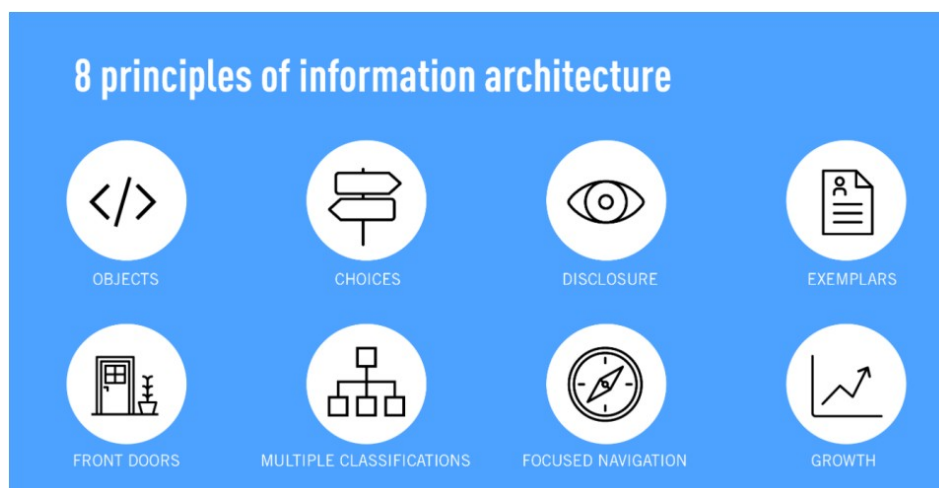 8 principles of information architecture
OBJECTS
CHOICES
DISCLOSURE
EXEMPLARS
FRONT DOORS
MULTIPLE CLASSIFICATIONS
FOCUSED NAVIGATION
GROWTH